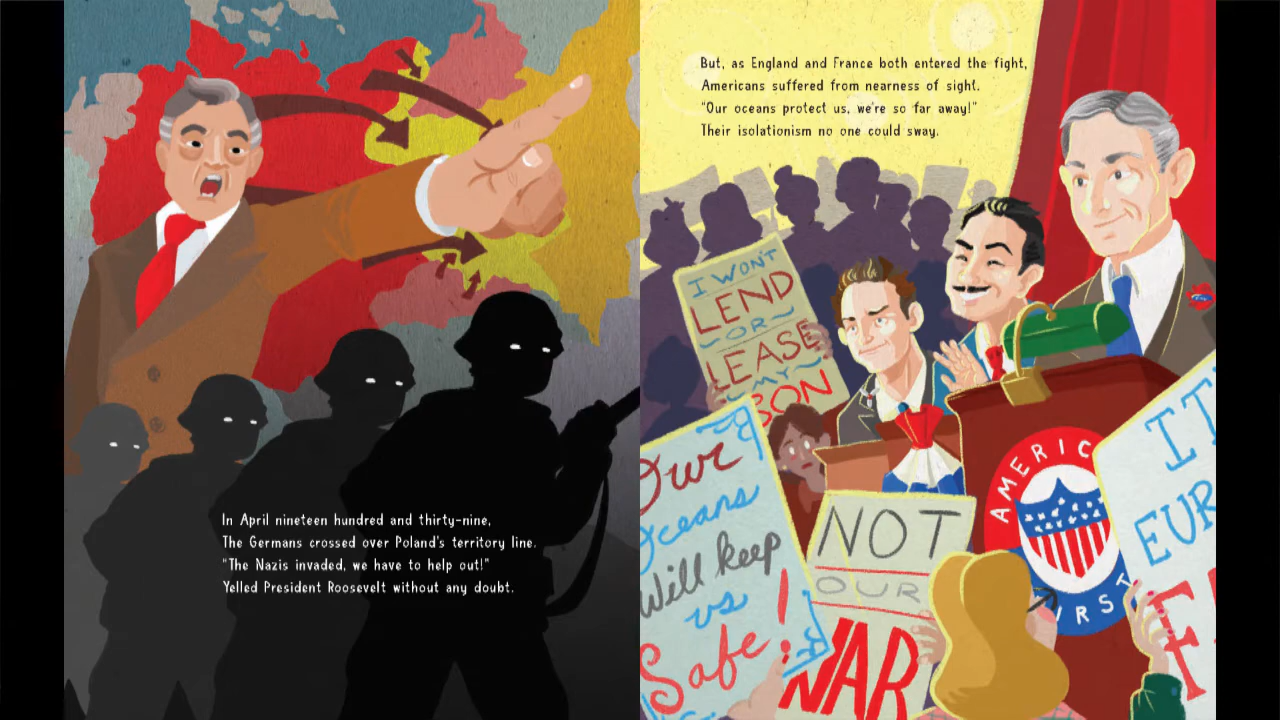 In April nineteen hundred and thirty-nine,
The Germans crossed over Poland's territory line.
"The Nazis invaded, we have to help out!"
Yelled President Roosevelt without any doubt.
But, as England and France both entered the fight,
Americans suffered from nearness of sight.
"Our oceans protect us, we're so far away!"
Their isolationism no one could sway.
I WON'T
LEND
OR
LEASE
MY
SON
Our
Oceans
Will keep
us
Safe!
NOT
OUR
WAR
AMERIC
IRST
IT
EUR